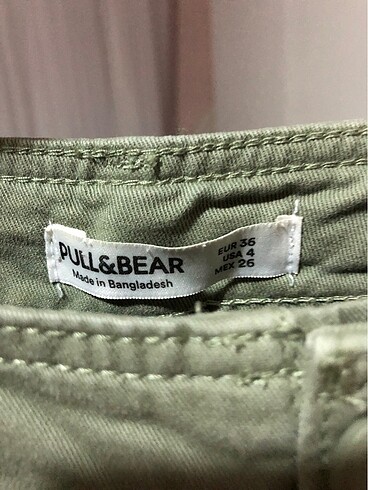 PULL&BEAR
Made in Bangladesh
EUR 36
USA 4
MEX 26